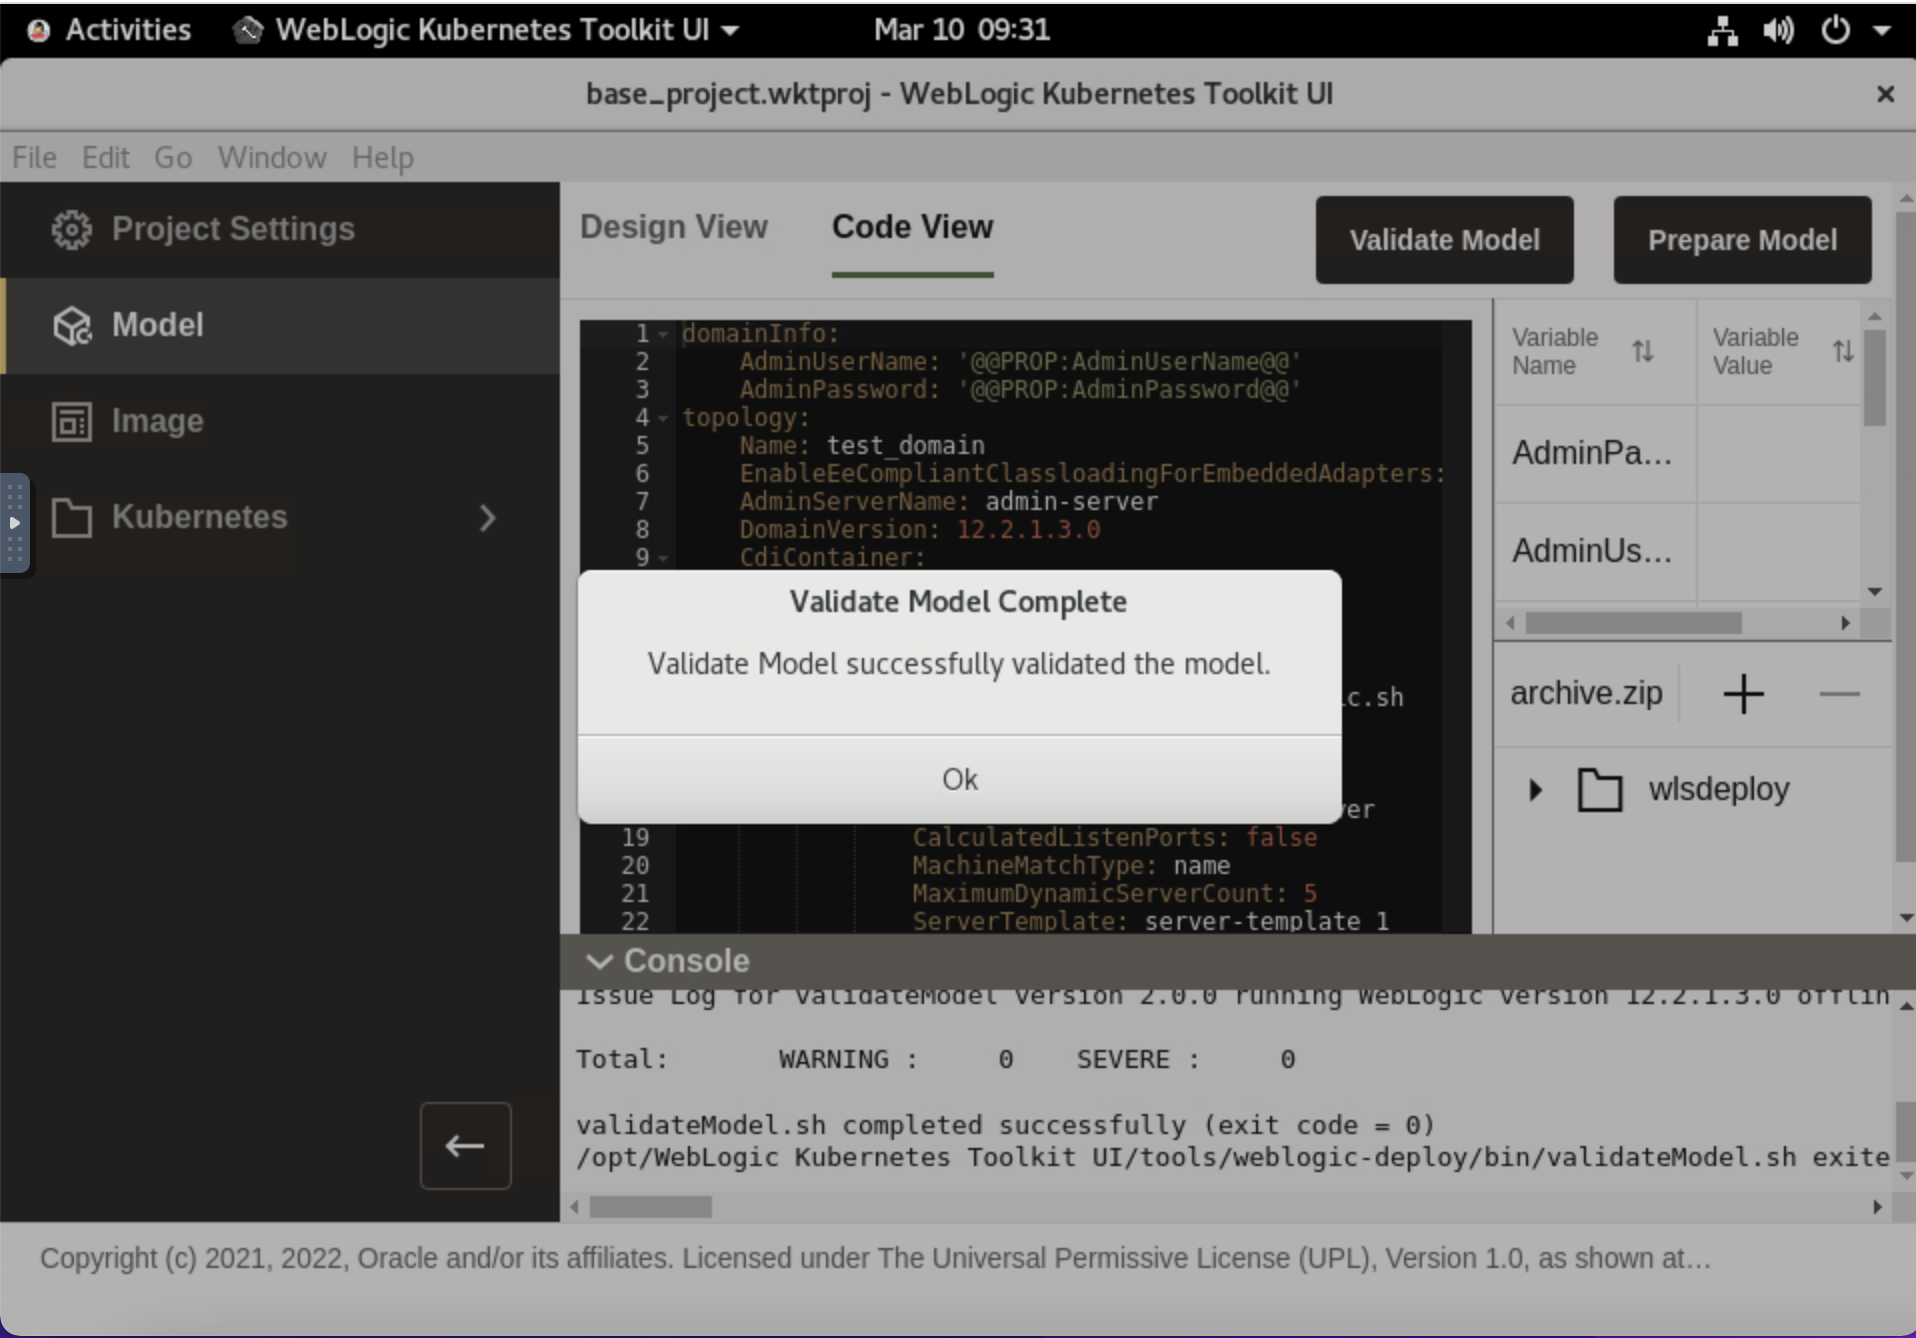 Activities WebLogic Kubernetes Toolkit UI Mar 10 09:31
base_project.wktproj - WebLogic Kubernetes Toolkit UI
File Edit Go Window Help
Project Settings
Model
Image
Kubernetes
Design View Code View Validate Model Prepare Model
1 domainInfo:
2 AdminUserName: '@@PROP:AdminUserName@@'
3 AdminPassword: '@@PROP:AdminPassword@@'
4 topology:
5 Name: test_domain
6 EnableEeCompliantClassloadingForEmbeddedAdapters:
7 AdminServerName: admin-server
8 DomainVersion: 12.2.1.3.0
9 CdiContainer:
Validate Model Complete
Validate Model successfully validated the model.
Ok
19 CalculatedListenPorts: false
20 MachineMatchType: name
21 MaximumDynamicServerCount: 5
22 ServerTemplate: server-template_1
Variable Name Variable Value
AdminPa...
AdminUs...
archive.zip
wlsdeploy
Console
Issue Log for validateModel version 2.0.0 running WebLogic version 12.2.1.3.0 offlin
Total: WARNING : 0 SEVERE : 0
validateModel.sh completed successfully (exit code = 0)
/opt/WebLogic Kubernetes Toolkit UI/tools/weblogic-deploy/bin/validateModel.sh exite
Copyright (c) 2021, 2022, Oracle and/or its affiliates. Licensed under The Universal Permissive License (UPL), Version 1.0, as shown at...